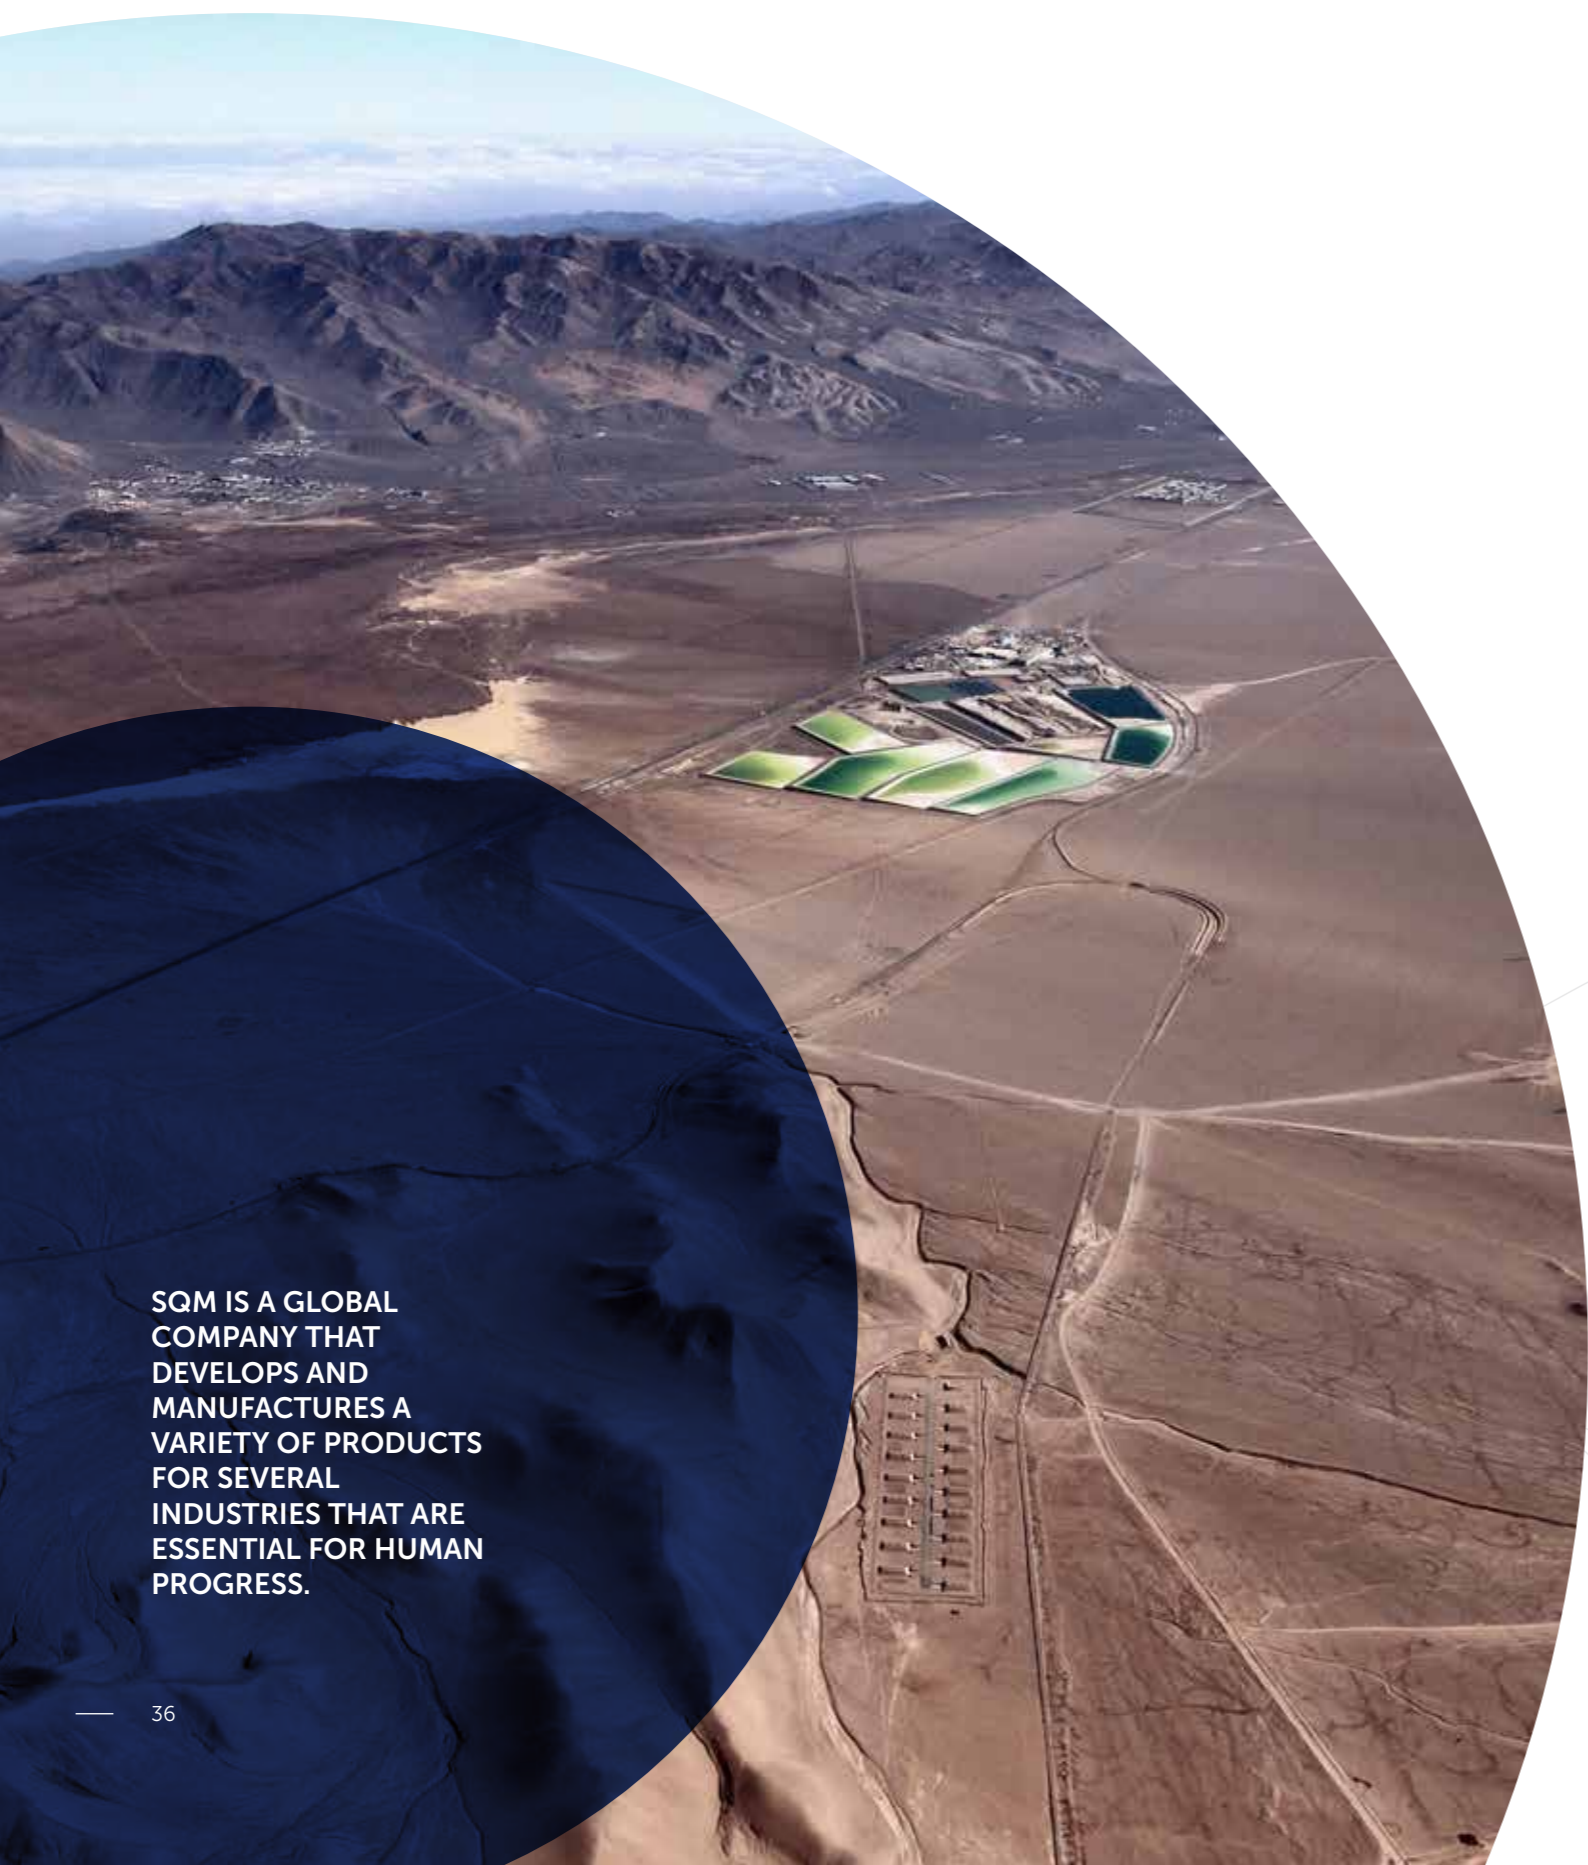 SQM IS A GLOBAL
COMPANY THAT
DEVELOPS AND
MANUFACTURES A
VARIETY OF PRODUCTS
FOR SEVERAL
INDUSTRIES THAT ARE
ESSENTIAL FOR HUMAN
PROGRESS.
36